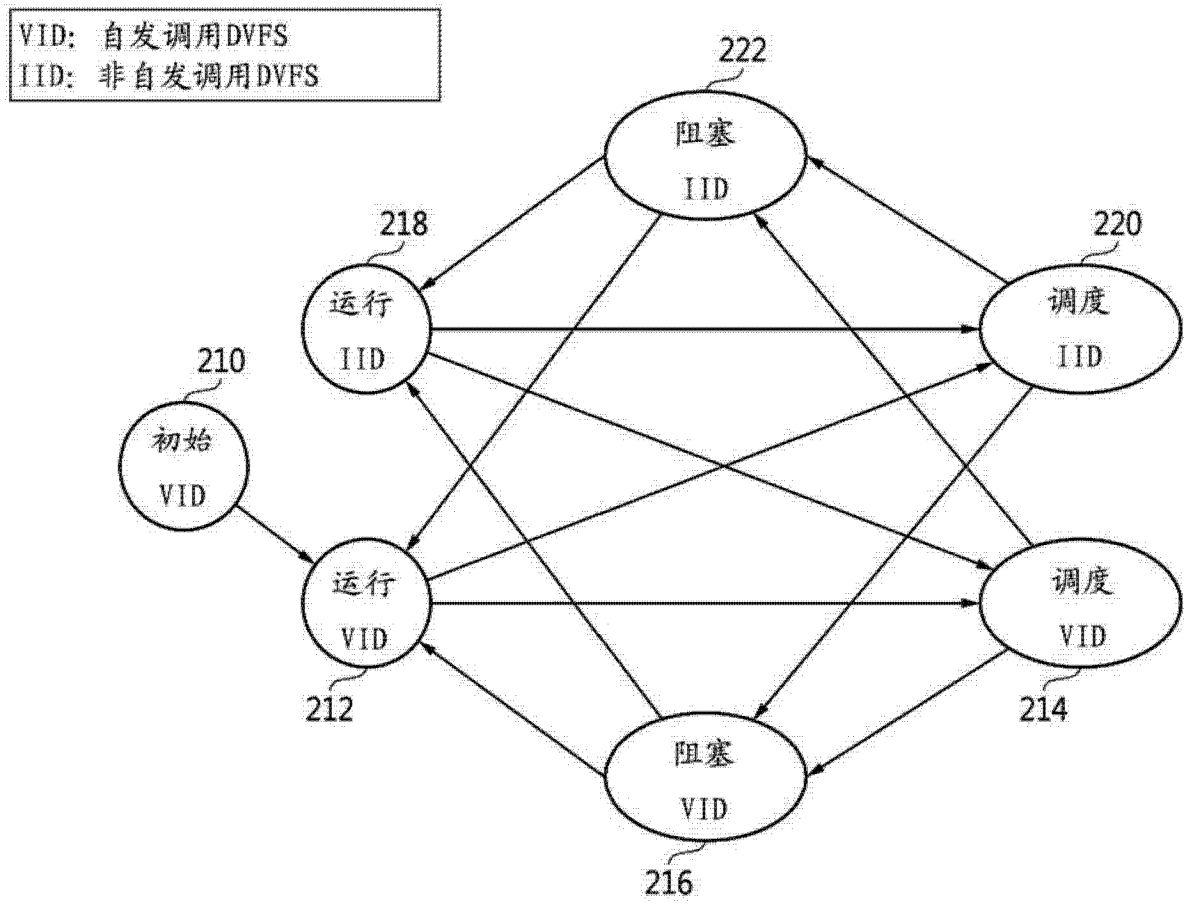 VID: 自发调用DVFS
IID: 非自发调用DVFS
222
阻塞
IID
218
运行
IID
220
调度
IID
210
初始
VID
运行
VID
212
调度
VID
214
阻塞
VID
216